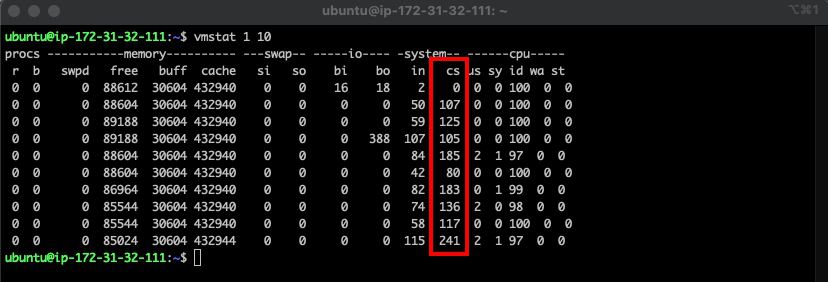 ubuntu@ip-172-31-32-111: ~
⌥⌘1
ubuntu@ip-172-31-32-111:~$ vmstat 1 10
procs -----------memory---------- ---swap-- -----io---- -system-- ------cpu-----
 r  b   swpd   free   buff  cache   si   so    bi    bo   in   cs us sy id wa st
 0  0      0  88612  30604 432940    0    0    16    18    2    0  0  0 100  0  0
 0  0      0  88604  30604 432940    0    0     0     0   50  107  0  0 100  0  0
 0  0      0  89188  30604 432940    0    0     0     0   59  125  0  0 100  0  0
 0  0      0  89188  30604 432940    0    0     0   388  107  105  0  0 100  0  0
 0  0      0  88604  30604 432940    0    0     0     0   84  185  2  1 97  0  0
 0  0      0  88604  30604 432940    0    0     0     0   42   80  0  0 100  0  0
 0  0      0  86964  30604 432940    0    0     0     0   82  183  0  1 99  0  0
 0  0      0  85544  30604 432940    0    0     0     0   74  136  2  0 98  0  0
 0  0      0  85544  30604 432940    0    0     0     0   58  117  0  0 100  0  0
 0  0      0  85024  30604 432944    0    0     0     0  115  241  2  1 97  0  0
ubuntu@ip-172-31-32-111:~$